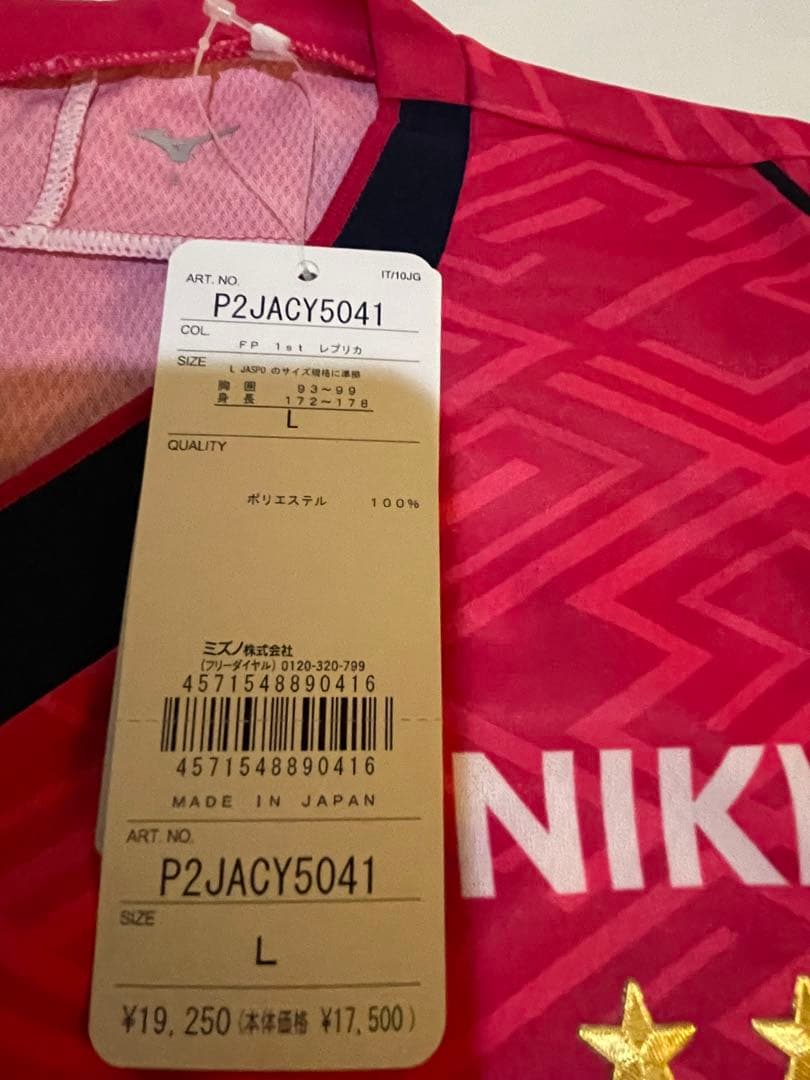 ART. NO.
IT/10JG
P2JACY5041
COL.
FP 1st レプリカ
SIZE
L JASPO のサイズ規格に準拠
胸囲 93~99
身長 172~178
L
QUALITY
ポリエステル 100%
ミズノ株式会社
(フリーダイヤル) 0120-320-799
4571548890416
4571548890416
MADE IN JAPAN
ART. NO.
P2JACY5041
SIZE
L
¥19,250(本体価格 ¥17,500)
NIK